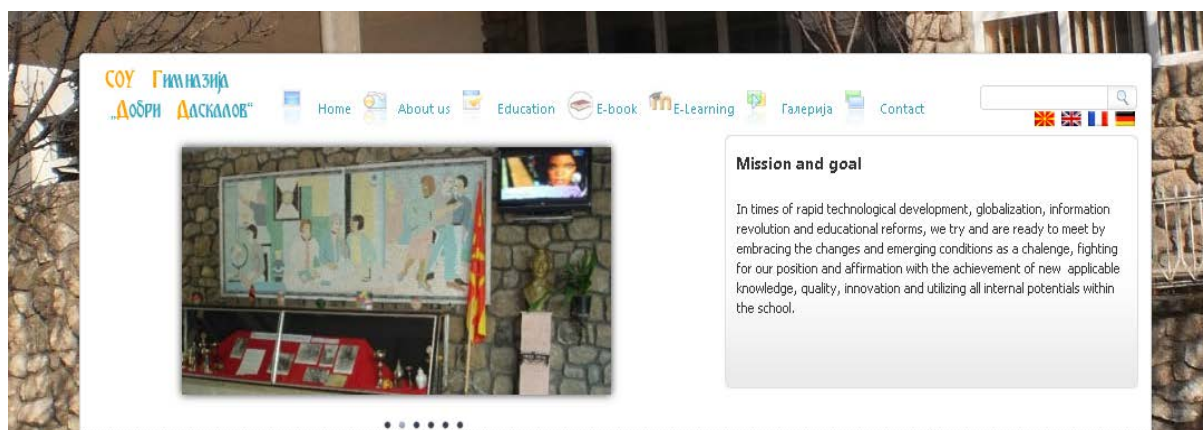 СОУ Гимназија
„Добри Даскалов“
Home
About us
Education
E-book
E-Learning
Галерија
Contact
Mission and goal
In times of rapid technological development, globalization, information
revolution and educational reforms, we try and are ready to meet by
embracing the changes and emerging conditions as a chalenge, fighting
for our position and affirmation with the achievement of new applicable
knowledge, quality, innovation and utilizing all internal potentials within
the school.